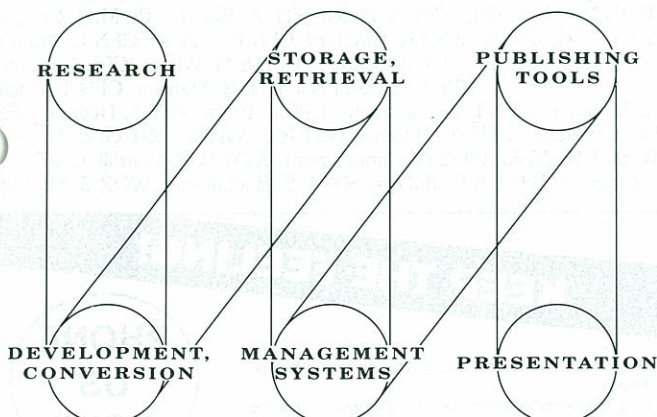 RESEARCH
STORAGE,
RETRIEVAL
PUBLISHING
TOOLS
DEVELOPMENT,
CONVERSION
MANAGEMENT
SYSTEMS
PRESENTATION